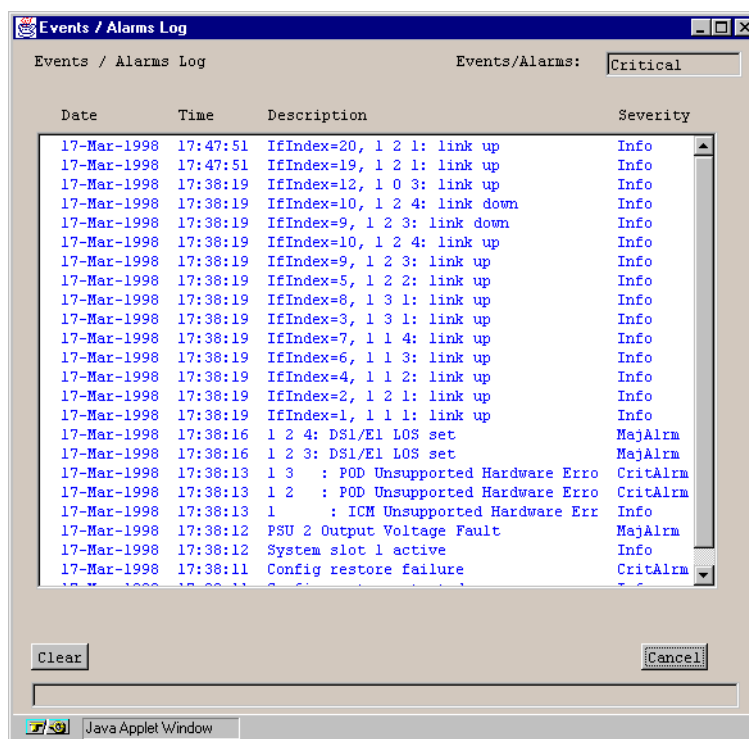 Events / Alarms Log
Events / Alarms Log Events/Alarms: Critical
Date Time Description Severity
17-Mar-1998 17:47:51 IfIndex=20, 1 2 1: link up Info
17-Mar-1998 17:47:51 IfIndex=19, 1 2 1: link up Info
17-Mar-1998 17:38:19 IfIndex=12, 1 0 3: link up Info
17-Mar-1998 17:38:19 IfIndex=10, 1 2 4: link down Info
17-Mar-1998 17:38:19 IfIndex=9, 1 2 3: link down Info
17-Mar-1998 17:38:19 IfIndex=10, 1 2 4: link up Info
17-Mar-1998 17:38:19 IfIndex=9, 1 2 3: link up Info
17-Mar-1998 17:38:19 IfIndex=5, 1 2 2: link up Info
17-Mar-1998 17:38:19 IfIndex=8, 1 3 1: link up Info
17-Mar-1998 17:38:19 IfIndex=3, 1 3 1: link up Info
17-Mar-1998 17:38:19 IfIndex=7, 1 1 4: link up Info
17-Mar-1998 17:38:19 IfIndex=6, 1 1 3: link up Info
17-Mar-1998 17:38:19 IfIndex=4, 1 1 2: link up Info
17-Mar-1998 17:38:19 IfIndex=2, 1 2 1: link up Info
17-Mar-1998 17:38:19 IfIndex=1, 1 1 1: link up Info
17-Mar-1998 17:38:16 1 2 4: DS1/E1 LOS set MajAlrm
17-Mar-1998 17:38:16 1 2 3: DS1/E1 LOS set MajAlrm
17-Mar-1998 17:38:13 1 3 : POD Unsupported Hardware Erro CritAlrm
17-Mar-1998 17:38:13 1 2 : POD Unsupported Hardware Erro CritAlrm
17-Mar-1998 17:38:13 1 : ICM Unsupported Hardware Err Info
17-Mar-1998 17:38:12 PSU 2 Output Voltage Fault MajAlrm
17-Mar-1998 17:38:12 System slot 1 active Info
17-Mar-1998 17:38:11 Config restore failure CritAlrm
Clear Cancel
Java Applet Window